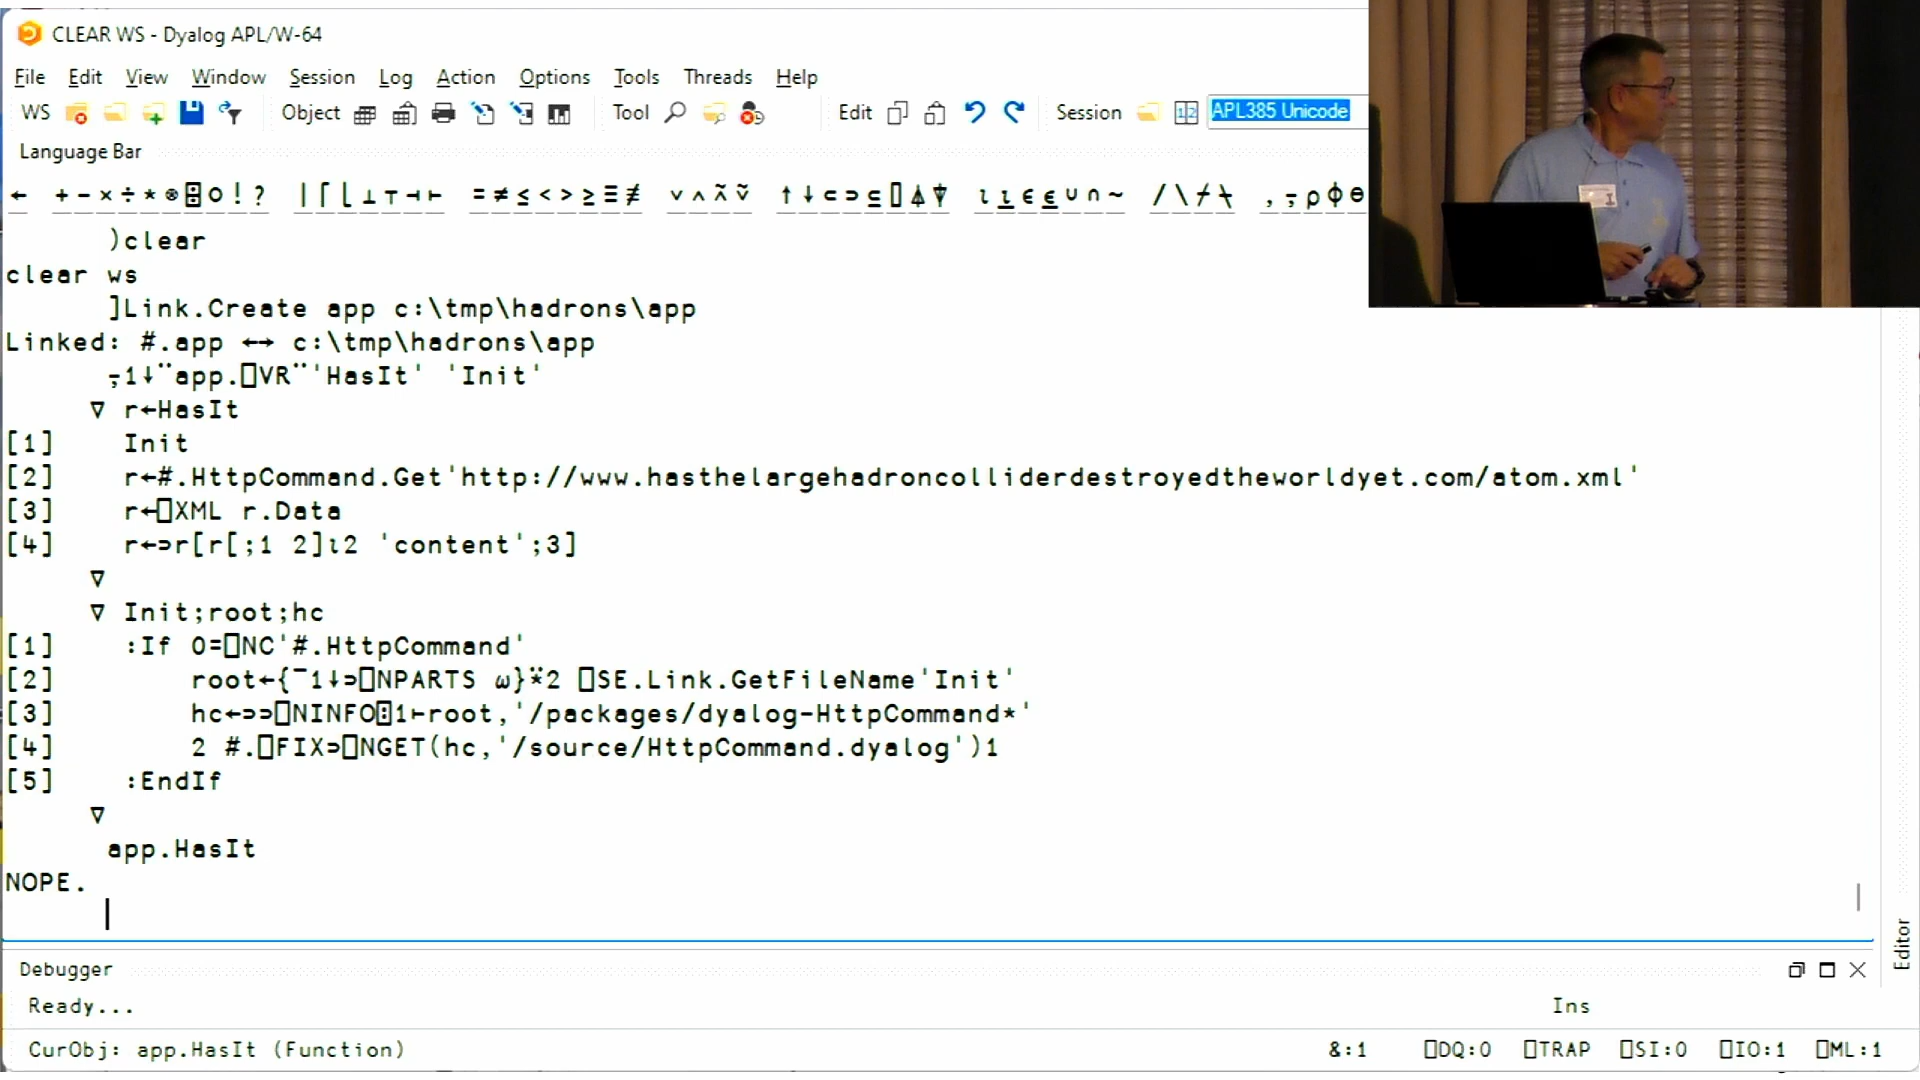 CLEAR WS - Dyalog APL/W-64
File Edit View Window Session Log Action Options Tools Threads Help
WS Object Tool Edit Session APL385 Unicode
Language Bar
← +-×÷*⍟⌹○!? |⌈⌊⊥⊤⊣⊢ =≠≤<>≥≡≢ ∨∧⍲⍱ ↑↓⊂⊃⊆⌷⍋⍒ ⍳⍸∊⍷∪∩~ /\⌿⍀ ,⍪⍴⌽⊖
      )clear
clear ws
      ]Link.Create app c:\tmp\hadrons\app
Linked: #.app ←→ c:\tmp\hadrons\app
      ⍪1↓¨app.⎕VR¨'HasIt' 'Init'
     ∇ r←HasIt
[1]    Init
[2]    r←#.HttpCommand.Get'http://www.hasthelargehadroncolliderdestroyedtheworldyet.com/atom.xml'
[3]    r←⎕XML r.Data
[4]    r←⊃r[r[;1 2]⍳2 'content';3]
     ∇
     ∇ Init;root;hc
[1]    :If 0=⎕NC'#.HttpCommand'
[2]        root←{¯1↓⊃⎕NPARTS ⍵}⍣2 ⎕SE.Link.GetFileName'Init'
[3]        hc←⊃⊃⎕NINFO⍠1⊢root,'/packages/dyalog-HttpCommand*'
[4]        2 #.⎕FIX⊃⎕NGET(hc,'/source/HttpCommand.dyalog')1
[5]    :EndIf
     ∇
      app.HasIt
NOPE.
Editor
Debugger
Ready... Ins
CurObj: app.HasIt (Function) &:1 ⎕DQ:0 ⎕TRAP ⎕SI:0 ⎕IO:1 ⎕ML:1